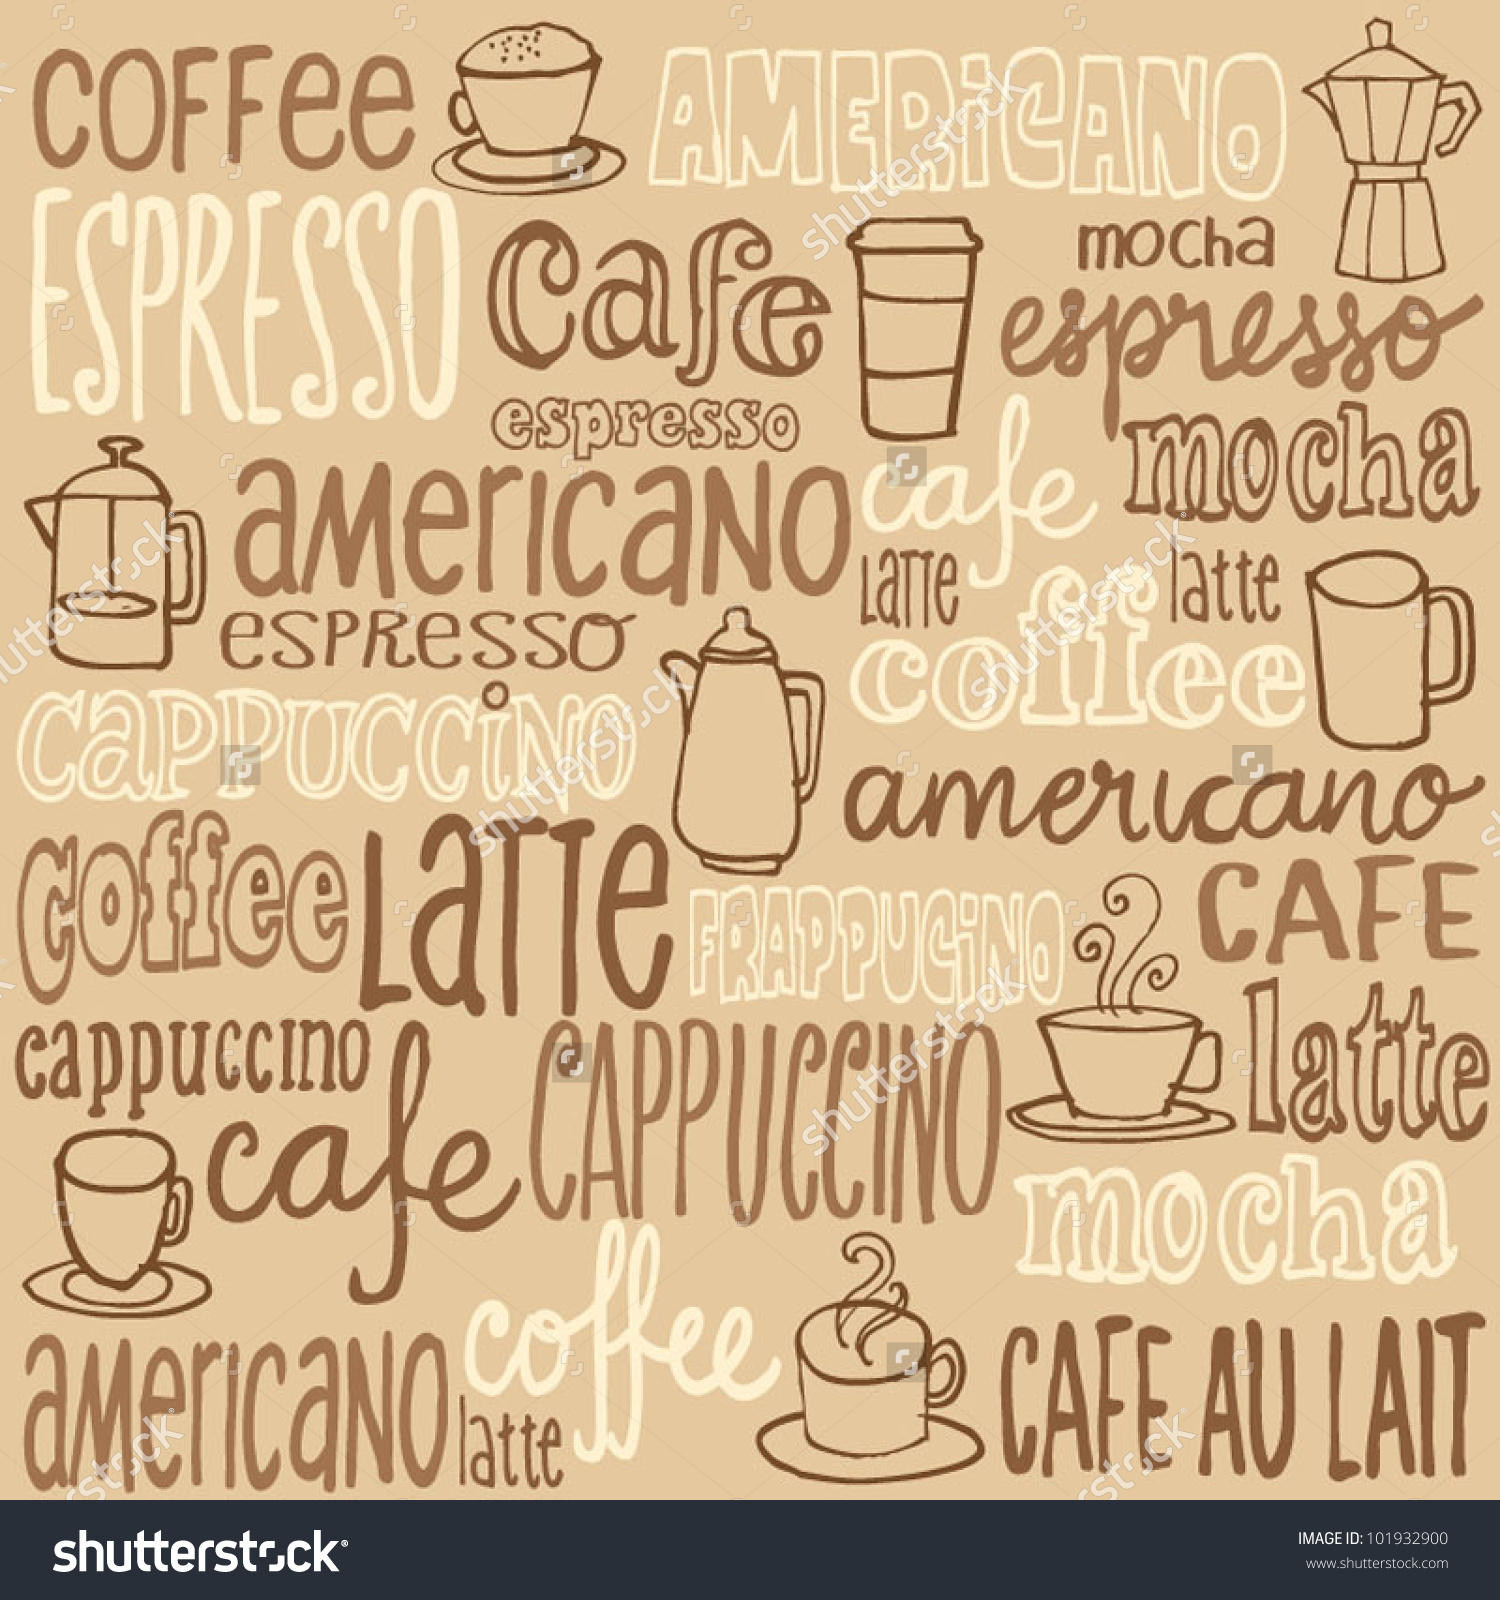 COFFee
AMERiCANO
ESPRESSO
Cafe
mocha
espresso
espresso
mocha
cafe
americano
LATTE
latte
espresso
coffee
CAPPUCCiNO
americano
coffee
LATTE
CAFE
FRAPPUCiNO
latte
cappuccino
cafe
CAPPUCCINO
mocha
coffee
americano
latte
CAFE AU LAIT
shutterstock
IMAGE ID: 101932900
www.shutterstock.com